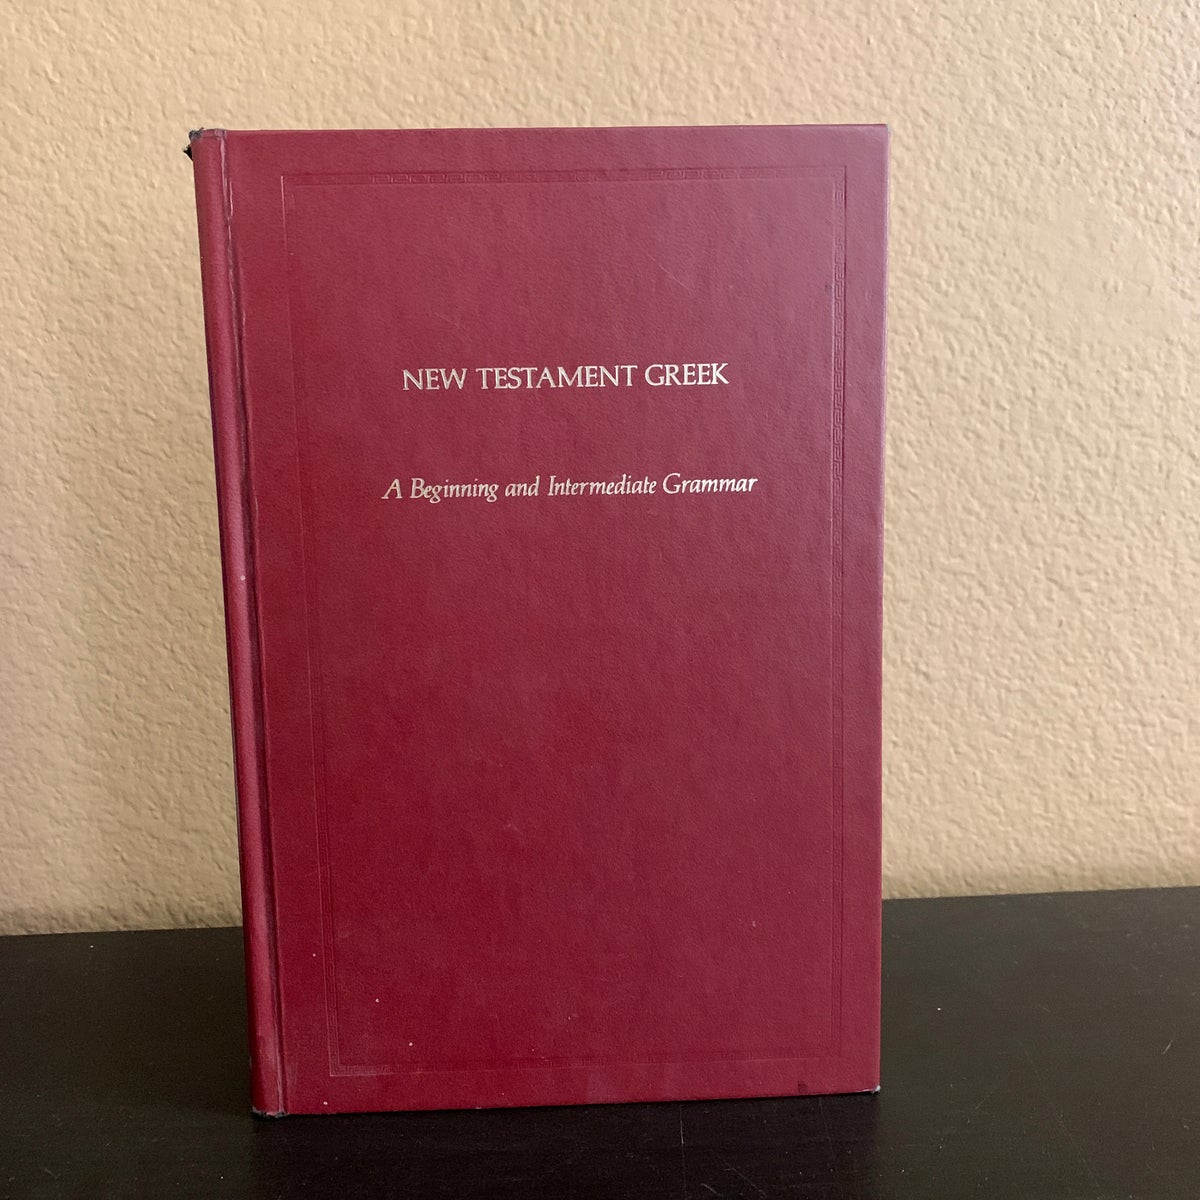 NEW TESTAMENT GREEK
A Beginning and Intermediate Grammar